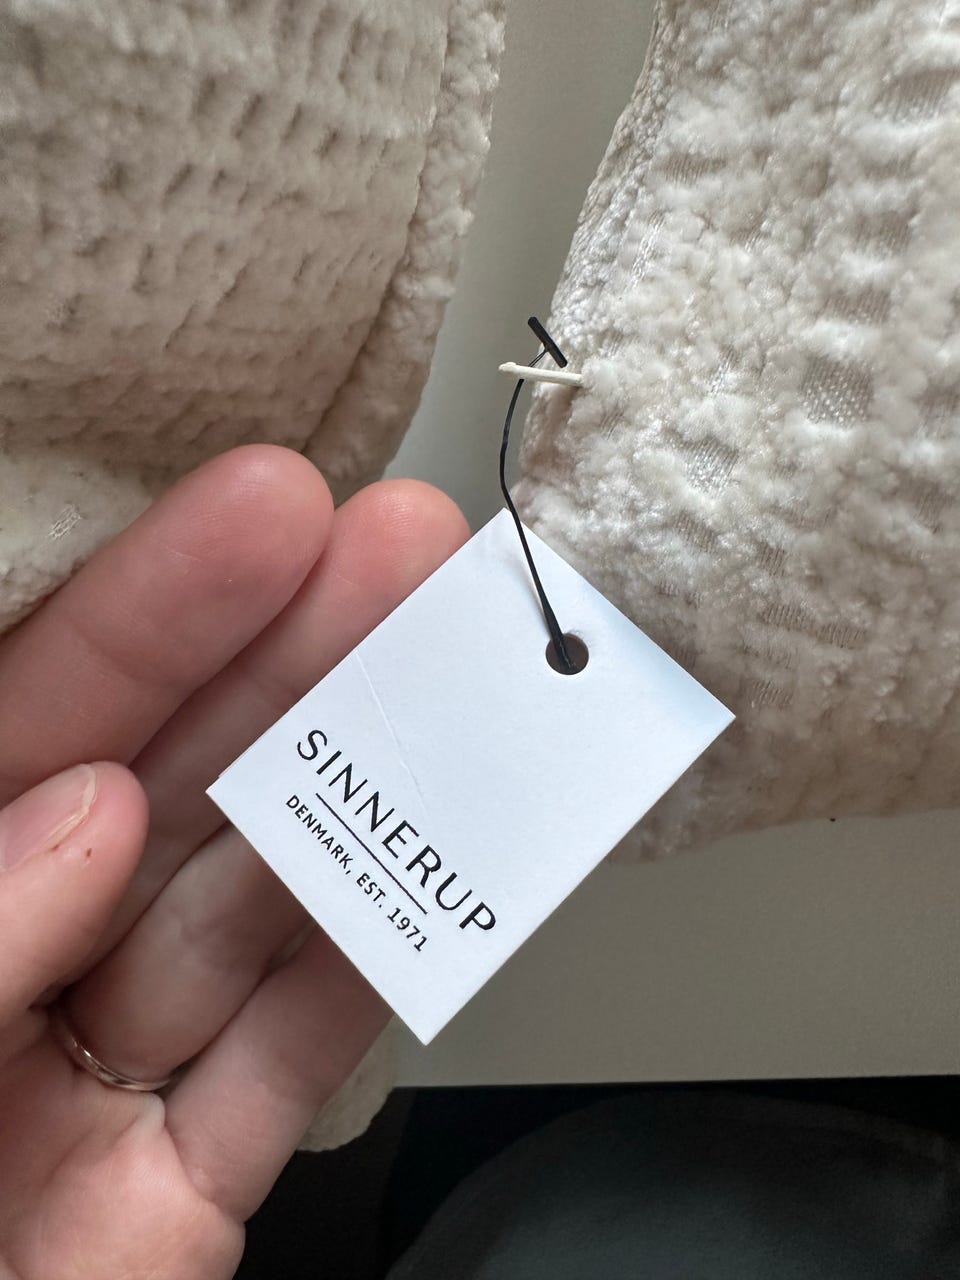 SINNERUP
DENMARK, EST. 1971